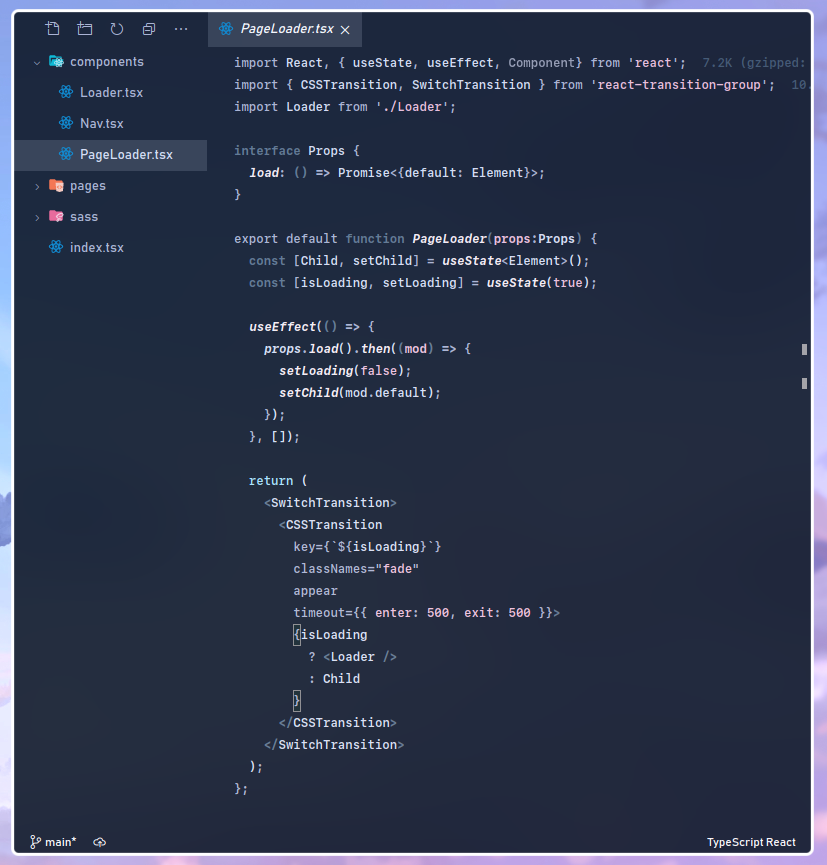 PageLoader.tsx
components
Loader.tsx
Nav.tsx
PageLoader.tsx
pages
sass
index.tsx
import React, { useState, useEffect, Component} from 'react'; 7.2K (gzipped:
import { CSSTransition, SwitchTransition } from 'react-transition-group'; 10.
import Loader from './Loader';
interface Props {
load: () => Promise<{default: Element}>;
}
export default function PageLoader(props:Props) {
const [Child, setChild] = useState<Element>();
const [isLoading, setLoading] = useState(true);
useEffect(() => {
props.load().then((mod) => {
setLoading(false);
setChild(mod.default);
});
}, []);
return (
<SwitchTransition>
<CSSTransition
key={`${isLoading}`}
classNames="fade"
appear
timeout={{ enter: 500, exit: 500 }}>
{isLoading
? <Loader />
: Child
}
</CSSTransition>
</SwitchTransition>
);
};
main*
TypeScript React